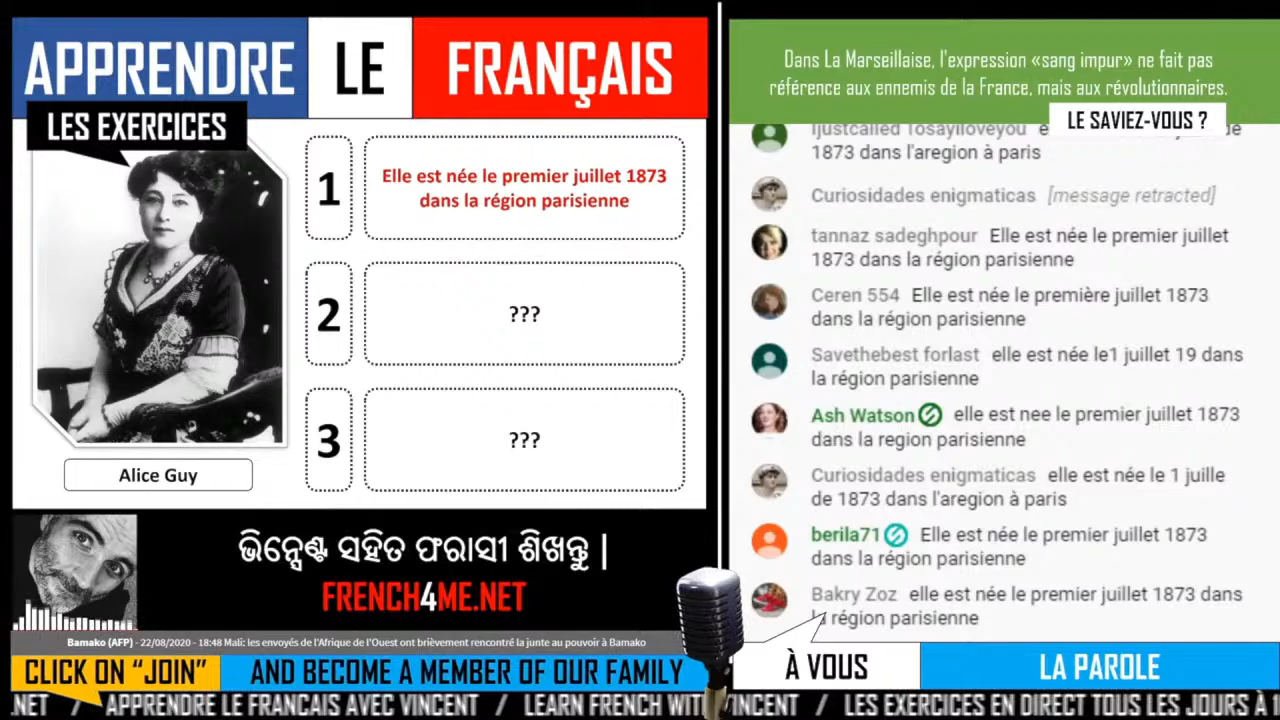 APPRENDRE LE FRANÇAIS
LES EXERCICES
1
Elle est née le premier juillet 1873
dans la région parisienne
2
???
3
???
Alice Guy
ଭିନ୍ସେଣ୍ଟ ସହିତ ଫରାସୀ ଶିଖନ୍ତୁ |
FRENCH4ME.NET
Bamako (AFP) - 22/08/2020 - 18:48 Mali: les envoyés de l'Afrique de l'Ouest ont brièvement rencontré la junte au pouvoir à Bamako
CLICK ON “JOIN” AND BECOME A MEMBER OF OUR FAMILY
Dans La Marseillaise, l'expression «sang impur» ne fait pas
référence aux ennemis de la France, mais aux révolutionnaires.
LE SAVIEZ-VOUS ?
Ijustcalled Tosayiloveyou de
1873 dans l'aregion à paris
Curiosidades enigmaticas [message retracted]
tannaz sadeghpour Elle est née le premier juillet
1873 dans la région parisienne
Ceren 554 Elle est née le première juillet 1873
dans la région parisienne
Savethebest forlast elle est née le1 juillet 19 dans
la région parisienne
Ash Watson elle est nee le premier juillet 1873
dans la region parisienne
Curiosidades enigmaticas elle est née le 1 juille
de 1873 dans l'aregion à paris
berila71 Elle est née le premier juillet 1873
dans la région parisienne
Bakry Zoz elle est née le premier juillet 1873 dans
région parisienne
À VOUS LA PAROLE
.NET / APPRENDRE LE FRANCAIS AVEC VINCENT / LEARN FRENCH WITH VINCENT / LES EXERCICES EN DIRECT TOUS LES JOURS À